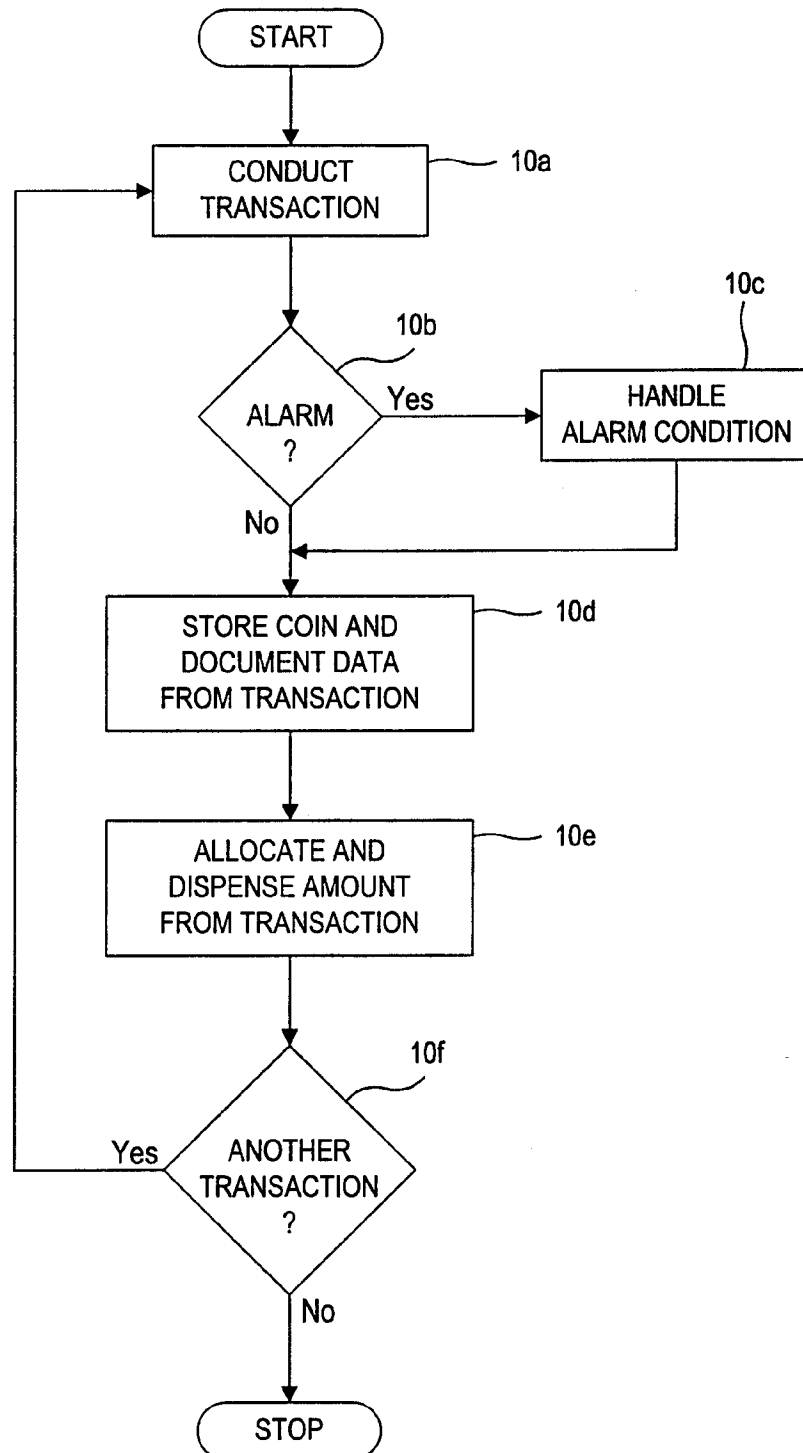 START
CONDUCT
TRANSACTION
10a
10b
ALARM
?
Yes
No
10c
HANDLE
ALARM CONDITION
STORE COIN AND
DOCUMENT DATA
FROM TRANSACTION
10d
ALLOCATE AND
DISPENSE AMOUNT
FROM TRANSACTION
10e
10f
ANOTHER
TRANSACTION
?
Yes
No
STOP